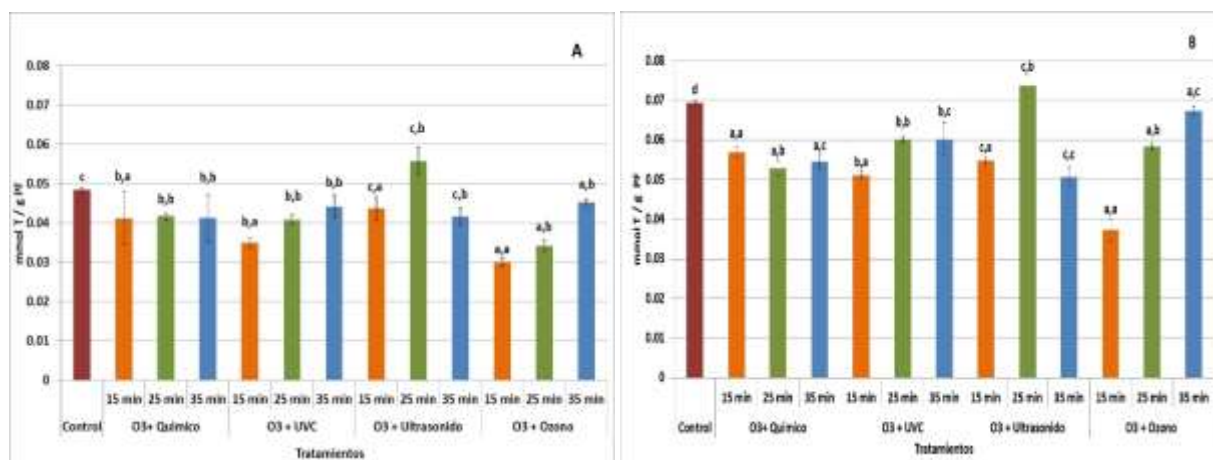 A
0.08
0.07
0.06
0.05
0.04
0.03
0.02
0.01
0
mmol T / g PF
c
b,a
b,b
b,b
b,a
b,b
b,b
c,a
c,b
c,b
a,a
a,b
a,b
15 min 25 min 35 min 15 min 25 min 35 min 15 min 25 min 35 min 15 min 25 min 35 min
Control O3+ Químico O3 + UVC O3 + Ultrasonido O3 + Ozono
Tratamientos
B
0.08
0.07
0.06
0.05
0.04
0.03
0.02
0.01
0
mmol T / g PF
d
a,a
a,b
a,c
b,a
b,b
b,c
c,a
c,b
c,c
a,a
a,b
a,c
15 min 25 min 35 min 15 min 25 min 35 min 15 min 25 min 35 min 15 min 25 min 35 min
Control O3+ Químico O3 + UVC O3 + Ultrasonido O3 + Ozono
Tratamientos